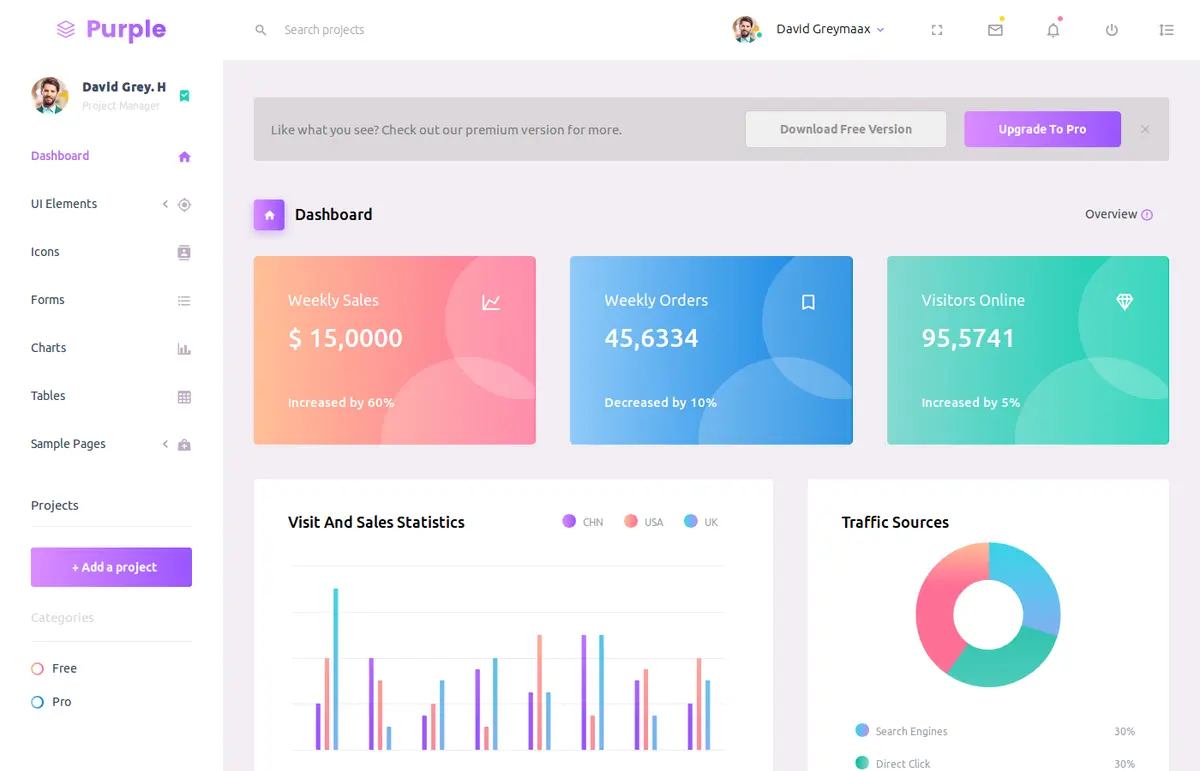 Purple
Search projects
David Greymaax
David Grey. H
Project Manager
Dashboard
UI Elements
Icons
Forms
Charts
Tables
Sample Pages
Projects
+ Add a project
Categories
Free
Pro
Like what you see? Check out our premium version for more.
Download Free Version
Upgrade To Pro
Dashboard
Overview
Weekly Sales
$ 15,0000
Increased by 60%
Weekly Orders
45,6334
Decreased by 10%
Visitors Online
95,5741
Increased by 5%
Visit And Sales Statistics
CHN USA UK
Traffic Sources
Search Engines 30%
Direct Click 30%